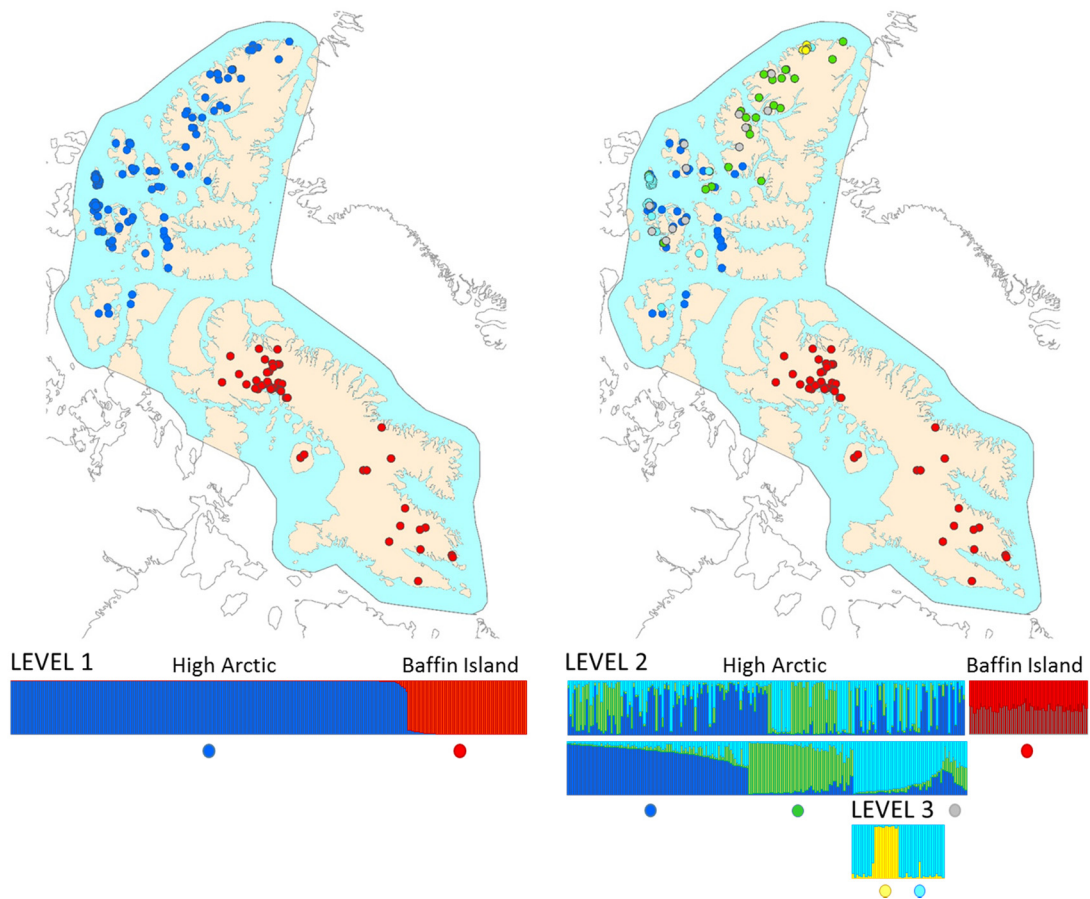 LEVEL 1
High Arctic
Baffin Island
LEVEL 2
High Arctic
Baffin Island
LEVEL 3